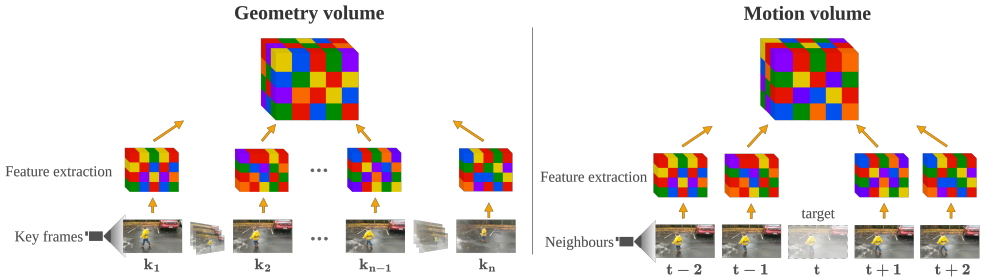 Geometry volume
Feature extraction
...
Key frames
...
k₁
k₂
kₙ₋₁
kₙ
Motion volume
Feature extraction
target
Neighbours
t − 2
t − 1
t
t + 1
t + 2